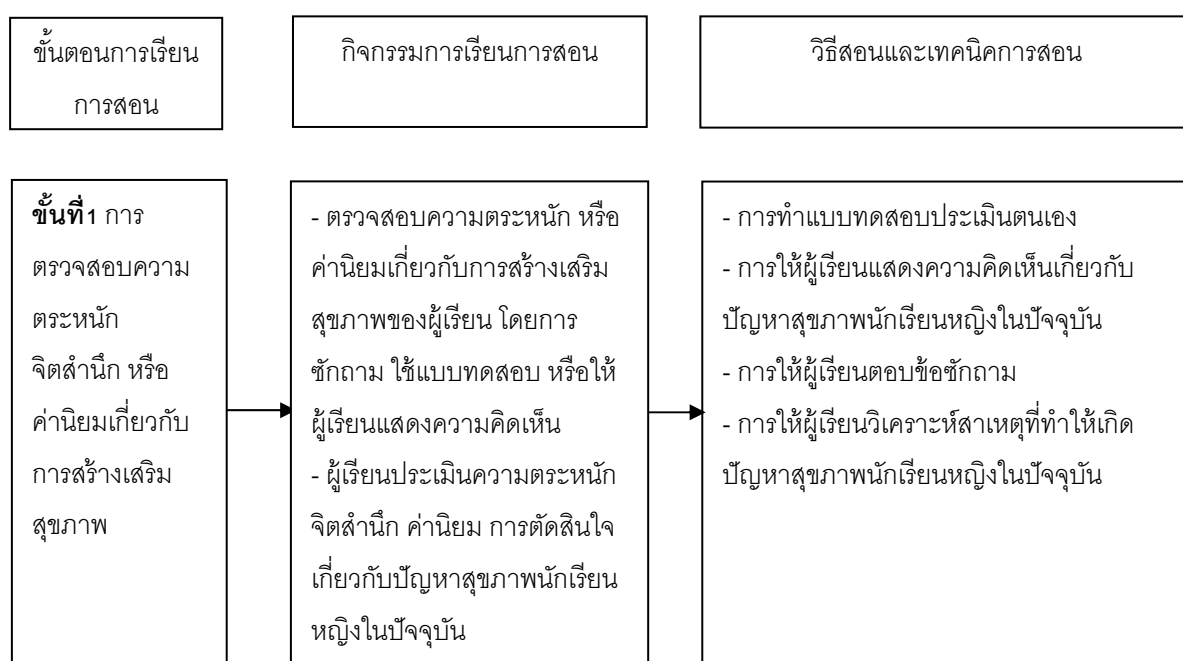 ขั้นตอนการเรียน
การสอน
กิจกรรมการเรียนการสอน
วิธีสอนและเทคนิคการสอน
ขั้นที่1 การ
ตรวจสอบความ
ตระหนัก
จิตสำนึก หรือ
ค่านิยมเกี่ยวกับ
การสร้างเสริม
สุขภาพ
- ตรวจสอบความตระหนัก หรือ
ค่านิยมเกี่ยวกับการสร้างเสริม
สุขภาพของผู้เรียน โดยการ
ซักถาม ใช้แบบทดสอบ หรือให้
ผู้เรียนแสดงความคิดเห็น
- ผู้เรียนประเมินความตระหนัก
จิตสำนึก ค่านิยม การตัดสินใจ
เกี่ยวกับปัญหาสุขภาพนักเรียน
หญิงในปัจจุบัน
- การทำแบบทดสอบประเมินตนเอง
- การให้ผู้เรียนแสดงความคิดเห็นเกี่ยวกับ
ปัญหาสุขภาพนักเรียนหญิงในปัจจุบัน
- การให้ผู้เรียนตอบข้อซักถาม
- การให้ผู้เรียนวิเคราะห์สาเหตุที่ทำให้เกิด
ปัญหาสุขภาพนักเรียนหญิงในปัจจุบัน